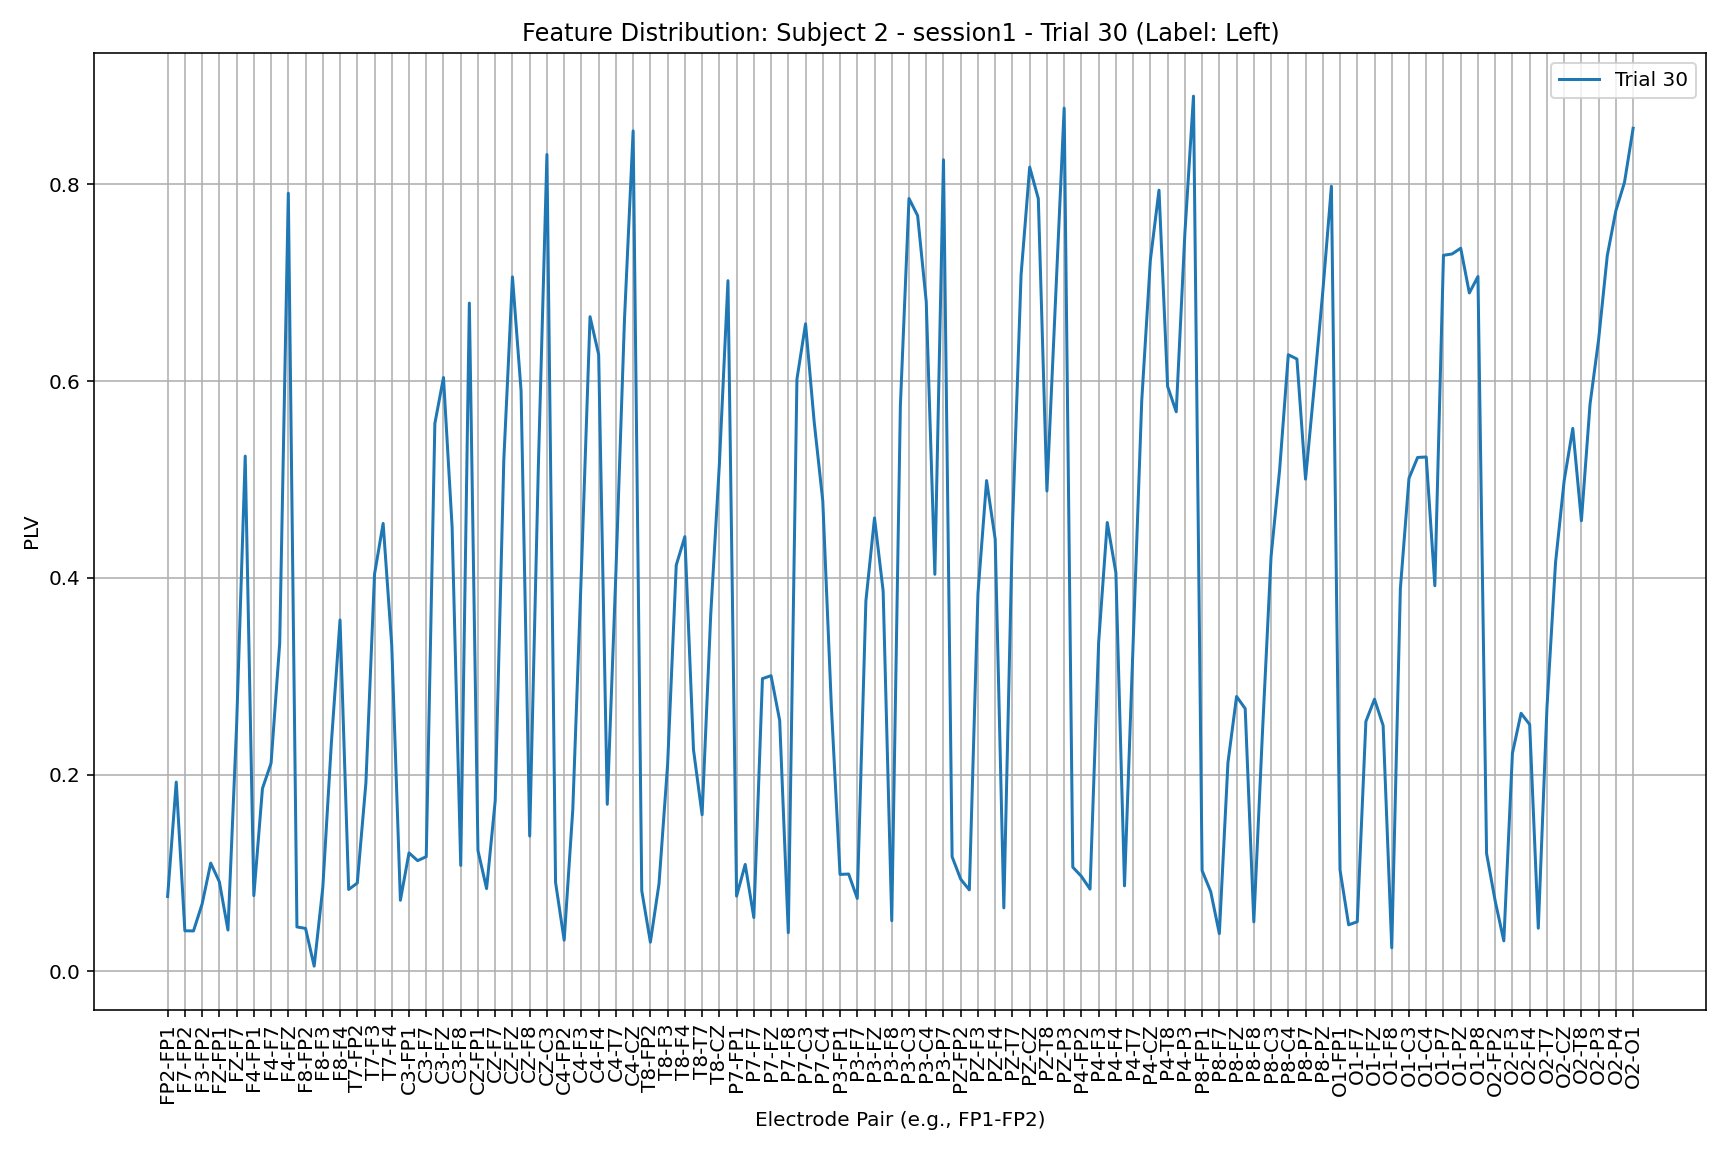 Feature Distribution: Subject 2 - session1 - Trial 30 (Label: Left)
Trial 30
PLV
0.8
0.6
0.4
0.2
0.0
FP2-FP1
F7-FP2
F3-FP2
FZ-FP1
FZ-F7
F4-FP1
F4-F7
F4-FZ
F8-FP2
F8-F3
F8-F4
T7-FP2
T7-F3
T7-F4
C3-FP1
C3-F7
C3-FZ
C3-F8
CZ-FP1
CZ-F7
CZ-FZ
CZ-F8
CZ-C3
C4-FP2
C4-F3
C4-F4
C4-T7
C4-CZ
T8-FP2
T8-F3
T8-F4
T8-T7
T8-CZ
P7-FP1
P7-F7
P7-FZ
P7-F8
P7-C3
P7-C4
P3-FP1
P3-F7
P3-FZ
P3-F8
P3-C3
P3-C4
P3-P7
PZ-FP2
PZ-F3
PZ-F4
PZ-T7
PZ-CZ
PZ-T8
PZ-P3
P4-FP2
P4-F3
P4-F4
P4-T7
P4-CZ
P4-T8
P4-P3
P8-FP1
P8-F7
P8-FZ
P8-F8
P8-C3
P8-C4
P8-P7
P8-PZ
O1-FP1
O1-F7
O1-FZ
O1-F8
O1-C3
O1-C4
O1-P7
O1-PZ
O1-P8
O2-FP2
O2-F3
O2-F4
O2-T7
O2-CZ
O2-T8
O2-P3
O2-P4
O2-O1
Electrode Pair (e.g., FP1-FP2)